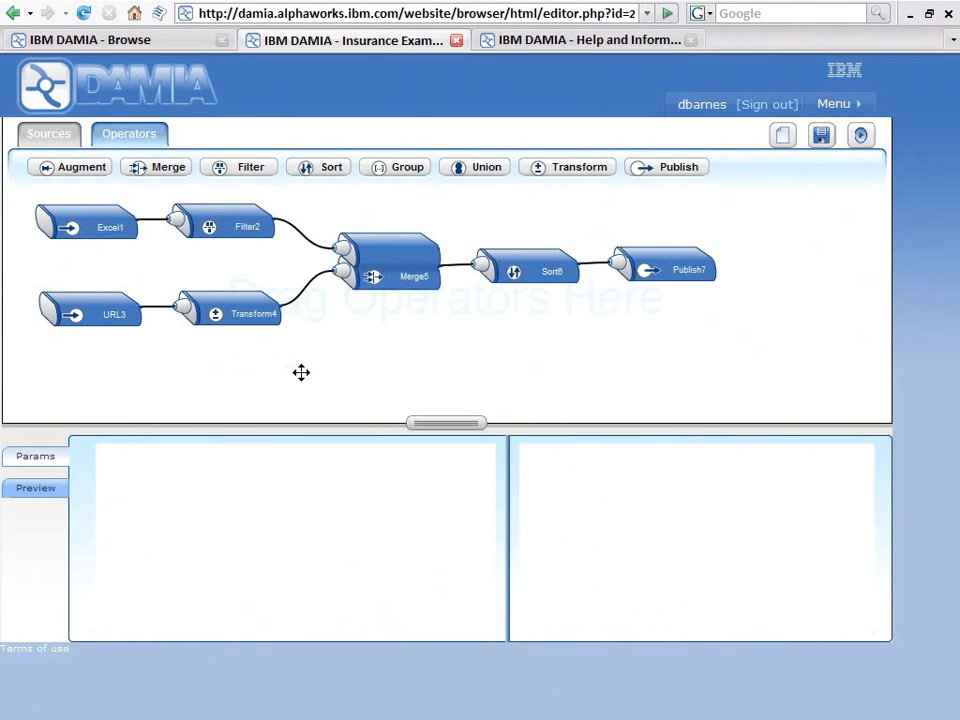 http://damia.alphaworks.ibm.com/website/browser/html/editor.php?id=2
Google
IBM DAMIA - Browse
IBM DAMIA - Insurance Exam...
IBM DAMIA - Help and Inform...
DAMIA
IBM
dbarnes [Sign out] Menu
Sources Operators
Augment Merge Filter Sort Group Union Transform Publish
Excel1
Filter2
Merge5
Sort6
Publish7
Drag Operators Here
URL3
Transform4
Params
Preview
Terms of use